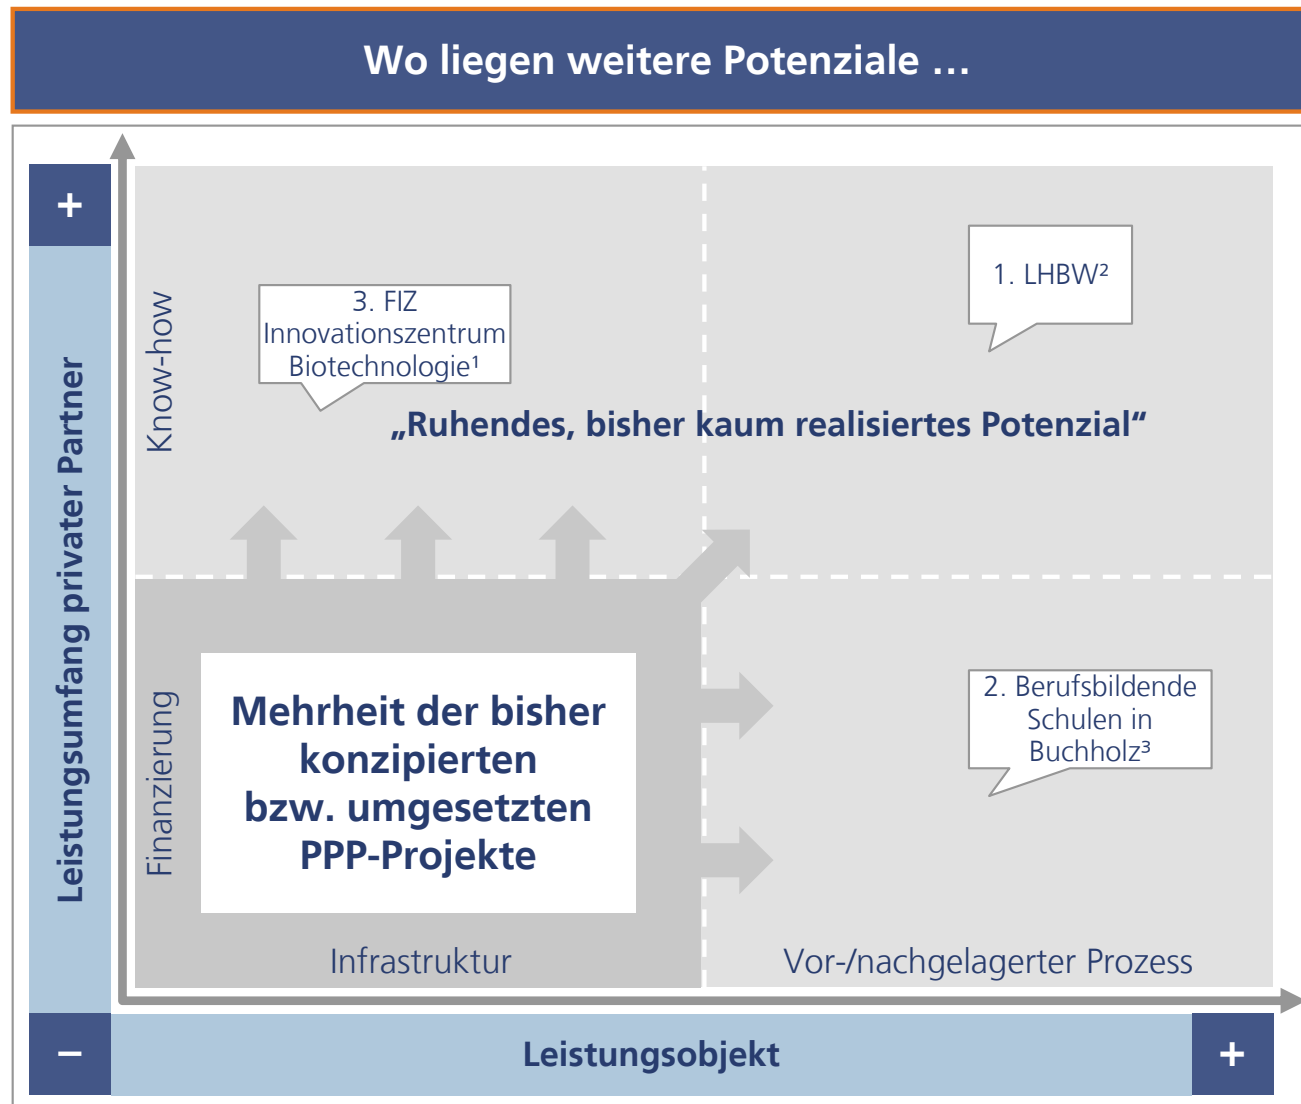 Wo liegen weitere Potenziale …
+
Leistungsumfang privater Partner
–
Know-how
Finanzierung
3. FIZ
Innovationszentrum
Biotechnologie¹
1. LHBW²
„Ruhendes, bisher kaum realisiertes Potenzial“
Mehrheit der bisher
konzipierten
bzw. umgesetzten
PPP-Projekte
2. Berufsbildende
Schulen in
Buchholz³
Infrastruktur
Vor-/nachgelagerter Prozess
Leistungsobjekt
+